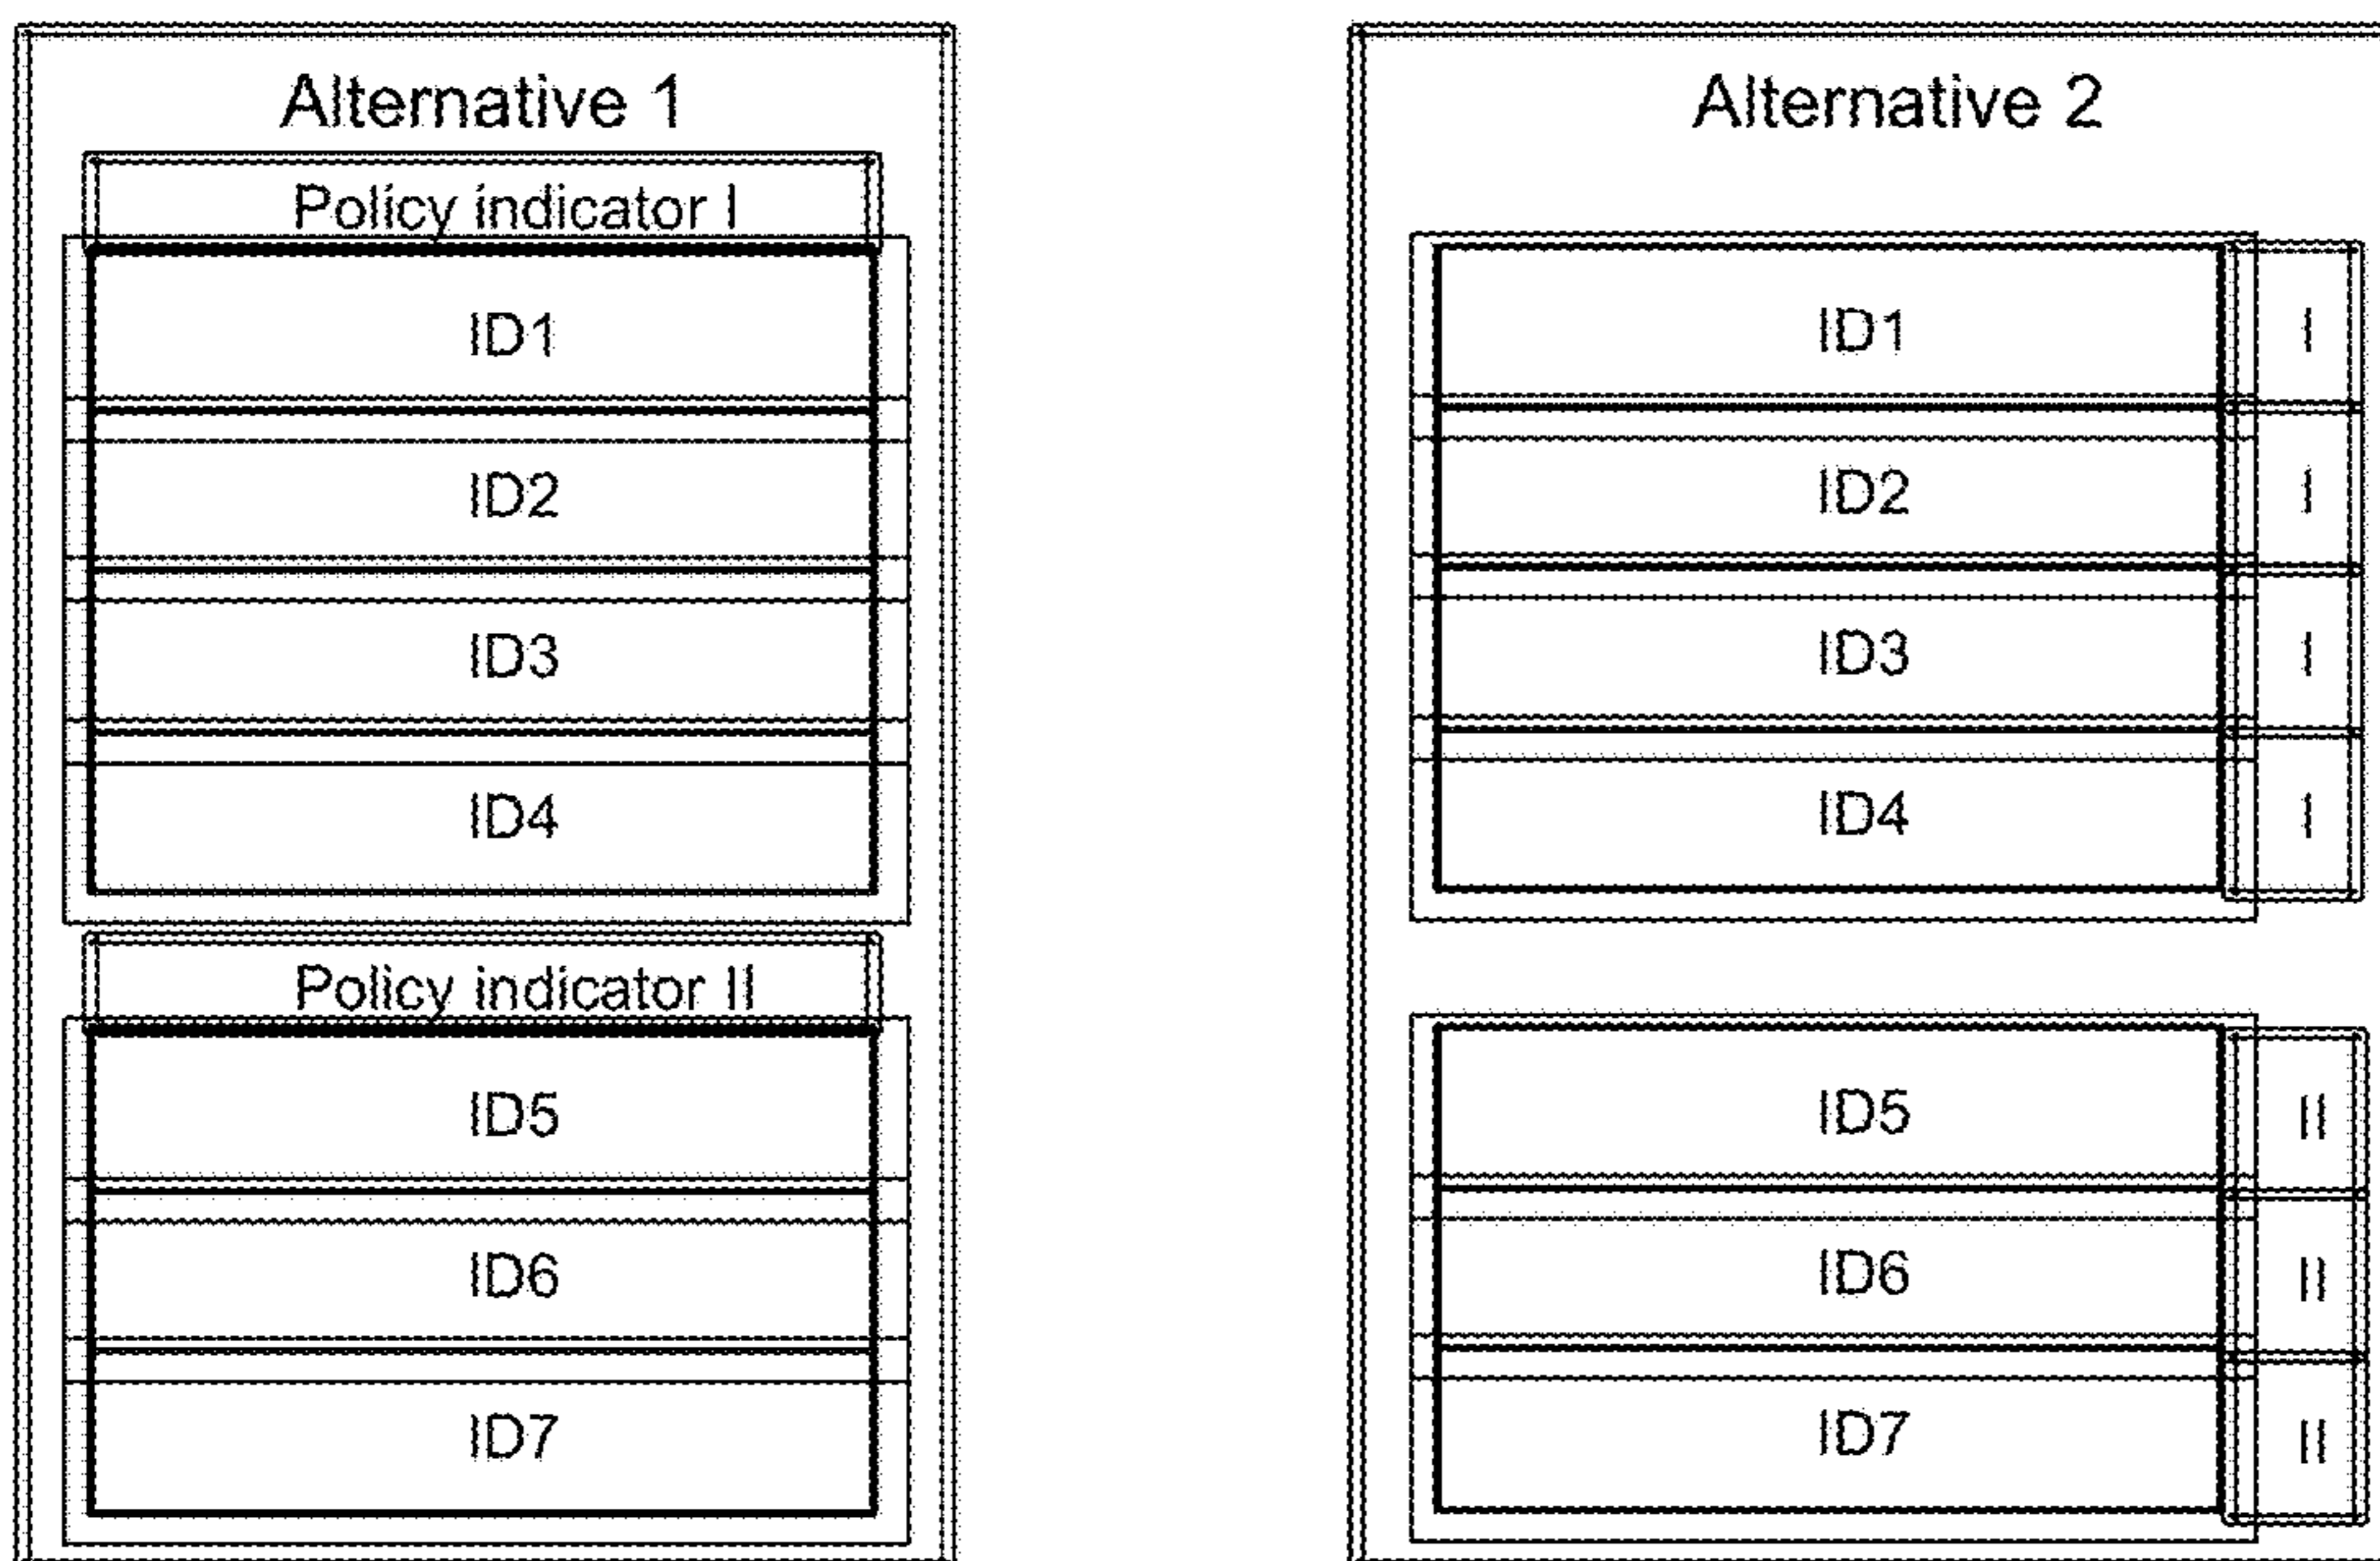 Alternative 1
Policy indicator I
ID1
ID2
ID3
ID4
Policy indicator II
ID5
ID6
ID7
Alternative 2
ID1 I
ID2 I
ID3 I
ID4 I
ID5 II
ID6 II
ID7 II